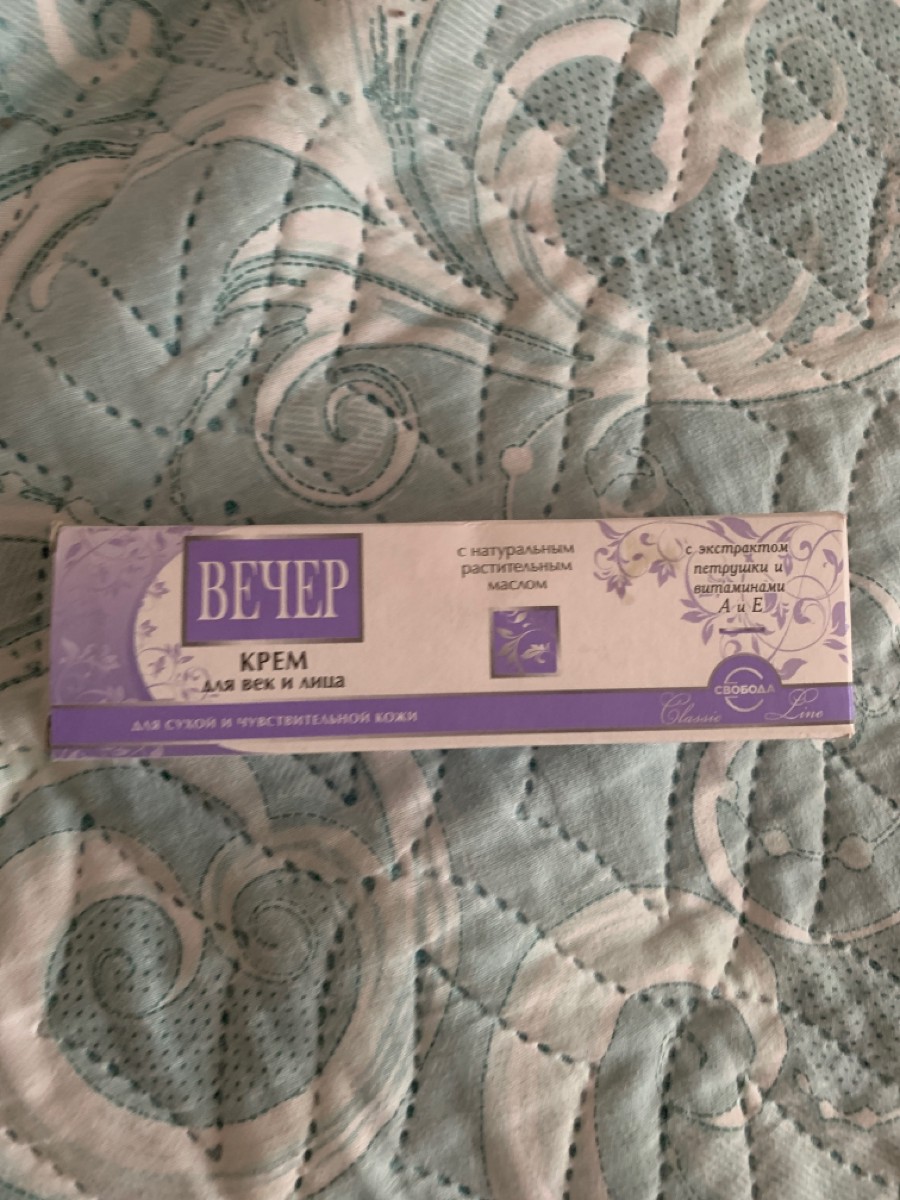 ВЕЧЕР
КРЕМ
для век и лица
ДЛЯ СУХОЙ И ЧУВСТВИТЕЛЬНОЙ КОЖИ
с натуральным
растительным
маслом
с экстрактом
петрушки и
витаминами
А и Е
СВОБОДА
Classic Line